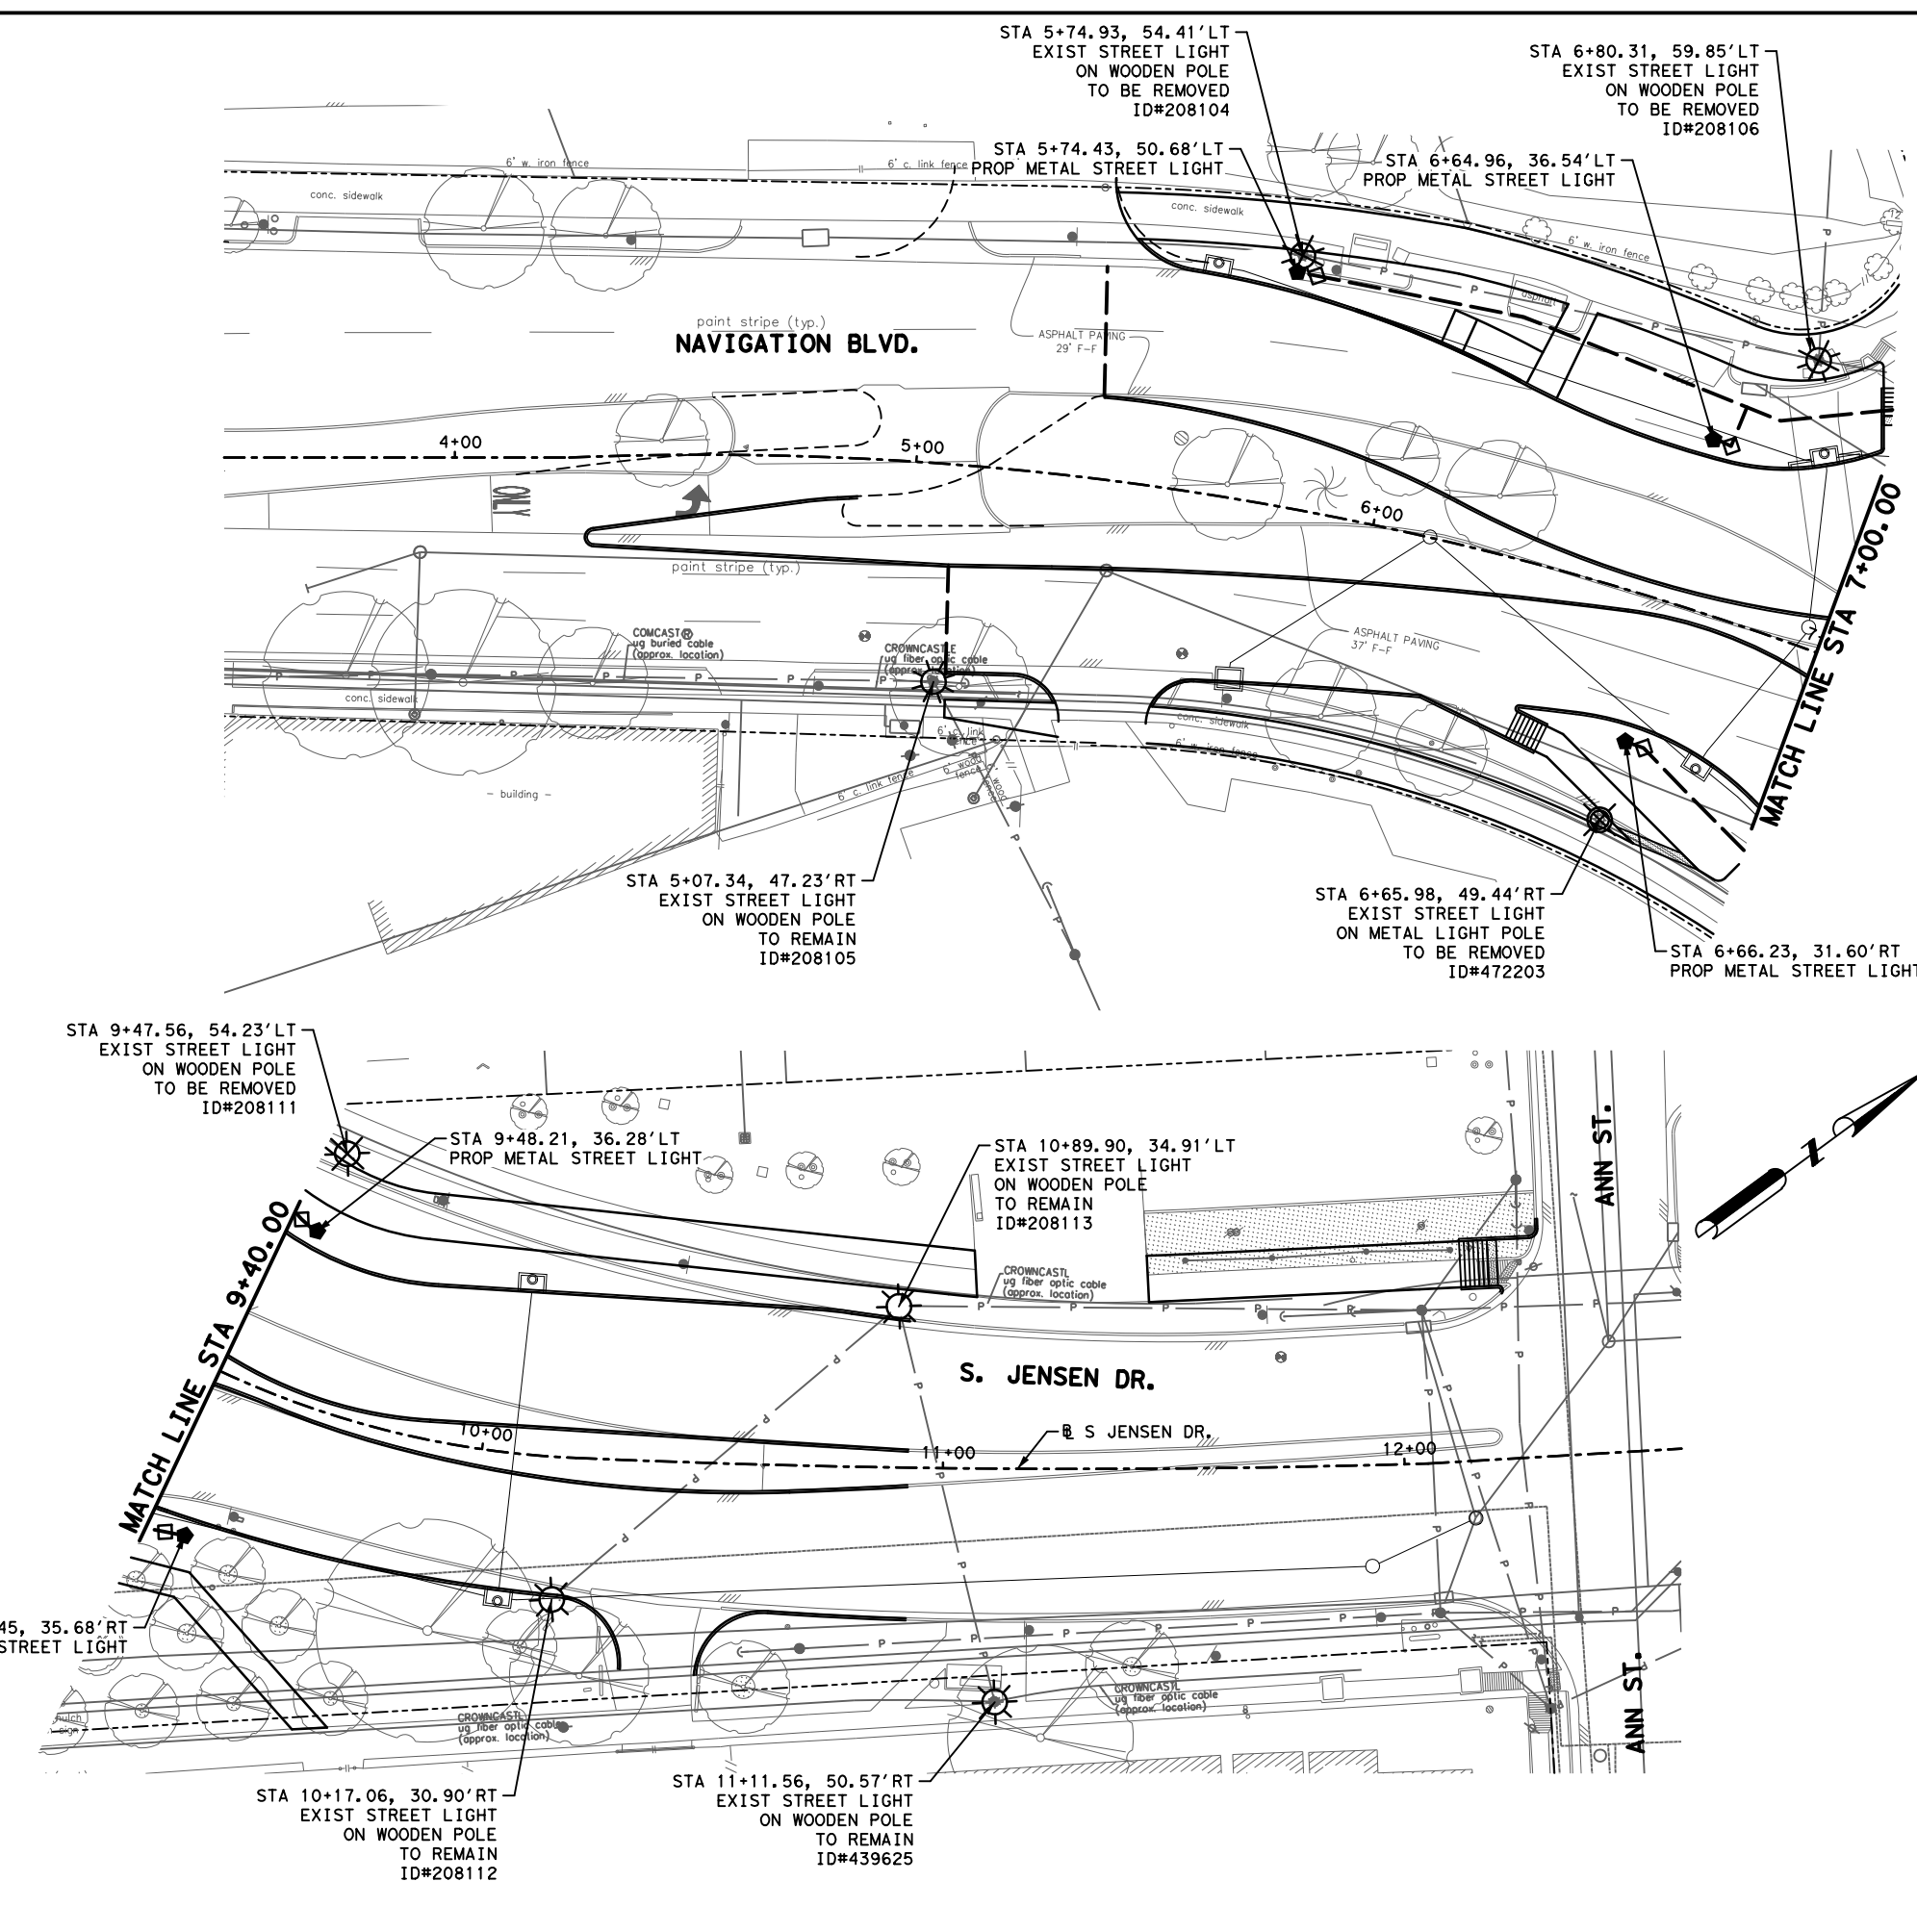 STA 5+74.93, 54.41'LT
EXIST STREET LIGHT
ON WOODEN POLE
TO BE REMOVED
ID#208104
STA 6+80.31, 59.85'LT
EXIST STREET LIGHT
ON WOODEN POLE
TO BE REMOVED
ID#208106
STA 5+74.43, 50.68'LT
PROP METAL STREET LIGHT
STA 6+64.96, 36.54'LT
PROP METAL STREET LIGHT
6' w. iron fence
6' c. link fence
conc. sidewalk
conc. sidewalk
6' w. iron fence
12
P
P
P
asphalt
P
P
P
paint stripe (typ.)
NAVIGATION BLVD.
ASPHALT PAVING
29' F-F
4+00
5+00
6+00
ONLY
MATCH LINE STA 7+00.00
paint stripe (typ.)
COMCAST®
ug buried cable
(approx. location)
CROWNCASTLE
ug fiber optic cable
(approx. location)
ASPHALT PAVING
37' F-F
P
P
P
P
P
P
P
conc. sidewalk
conc. sidewalk
6' w. iron fence
6' c. link
fence
6' wood
fence
6' c. link fence
- building -
P
P
STA 5+07.34, 47.23'RT
EXIST STREET LIGHT
ON WOODEN POLE
TO REMAIN
ID#208105
STA 6+65.98, 49.44'RT
EXIST STREET LIGHT
ON METAL LIGHT POLE
TO BE REMOVED
ID#472203
STA 6+66.23, 31.60'RT
PROP METAL STREET LIGHT
STA 9+47.56, 54.23'LT
EXIST STREET LIGHT
ON WOODEN POLE
TO BE REMOVED
ID#208111
STA 9+48.21, 36.28'LT
PROP METAL STREET LIGHT
STA 10+89.90, 34.91'LT
EXIST STREET LIGHT
ON WOODEN POLE
TO REMAIN
ID#208113
ANN ST.
N
MATCH LINE STA 9+40.00
CROWNCASTL
ug fiber optic cable
(approx. location)
P
P
P
P
P
P
P
S. JENSEN DR.
10+00
11+00
12+00
BL S JENSEN DR.
45, 35.68'RT
STREET LIGHT
mulch
sign
CROWNCASTL
ug fiber optic cable
(approx. location)
CROWNCASTL
ug fiber optic cable
(approx. location)
ANN ST.
STA 10+17.06, 30.90'RT
EXIST STREET LIGHT
ON WOODEN POLE
TO REMAIN
ID#208112
STA 11+11.56, 50.57'RT
EXIST STREET LIGHT
ON WOODEN POLE
TO REMAIN
ID#439625